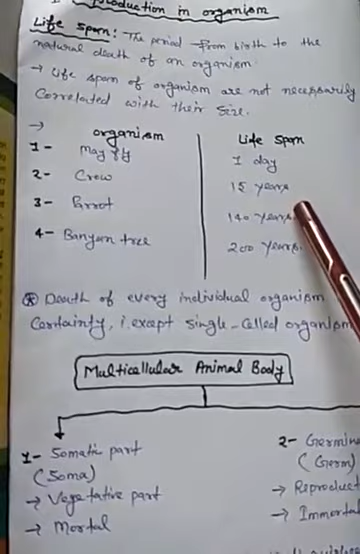 production in organism
Life Span: The period from birth to the
natural death of an organism.
→ Life span of organism are not necessarily
Correlated with their Size.
→ organism Life Span
1- May fly 1 day
2- Crow 15 years
3- Parrot 140 years.
4- Banyan tree 200 years.
Death of every individual organism
Certainty, i.except single-celled organism
Multicellular Animal Body
1- Somatic part
(Soma)
→ Vegetative part
→ Mortal
2- Germine
(Germ)
→ Reproduct
→ Immortal